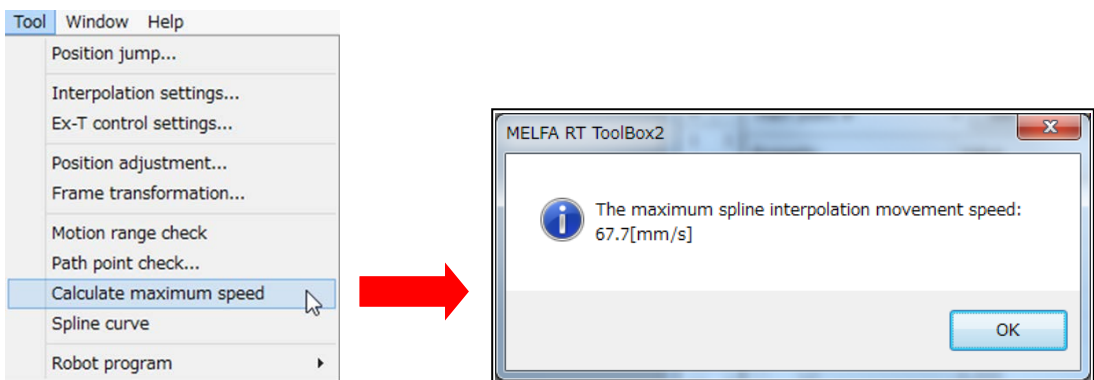 Tool Window Help
Position jump...
Interpolation settings...
Ex-T control settings...
Position adjustment...
Frame transformation...
Motion range check
Path point check...
Calculate maximum speed
Spline curve
Robot program
MELFA RT ToolBox2
The maximum spline interpolation movement speed:
67.7[mm/s]
OK